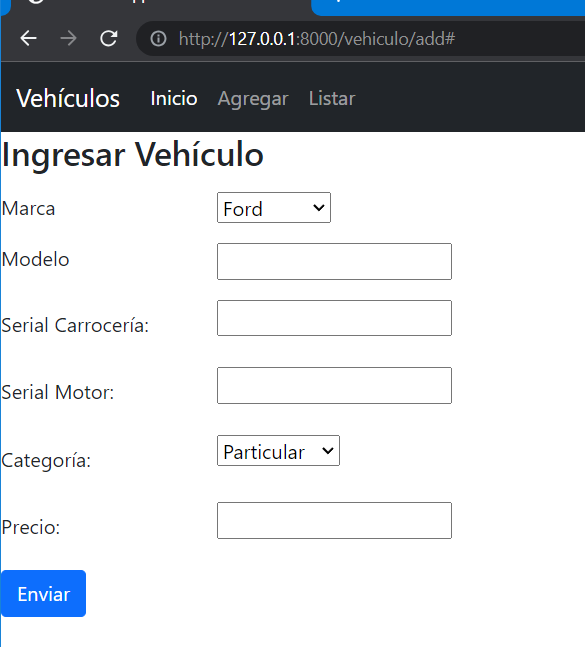 http://127.0.0.1:8000/vehiculo/add#
Vehículos Inicio Agregar Listar
Ingresar Vehículo
Marca Ford
Modelo
Serial Carrocería:
Serial Motor:
Categoría: Particular
Precio:
Enviar